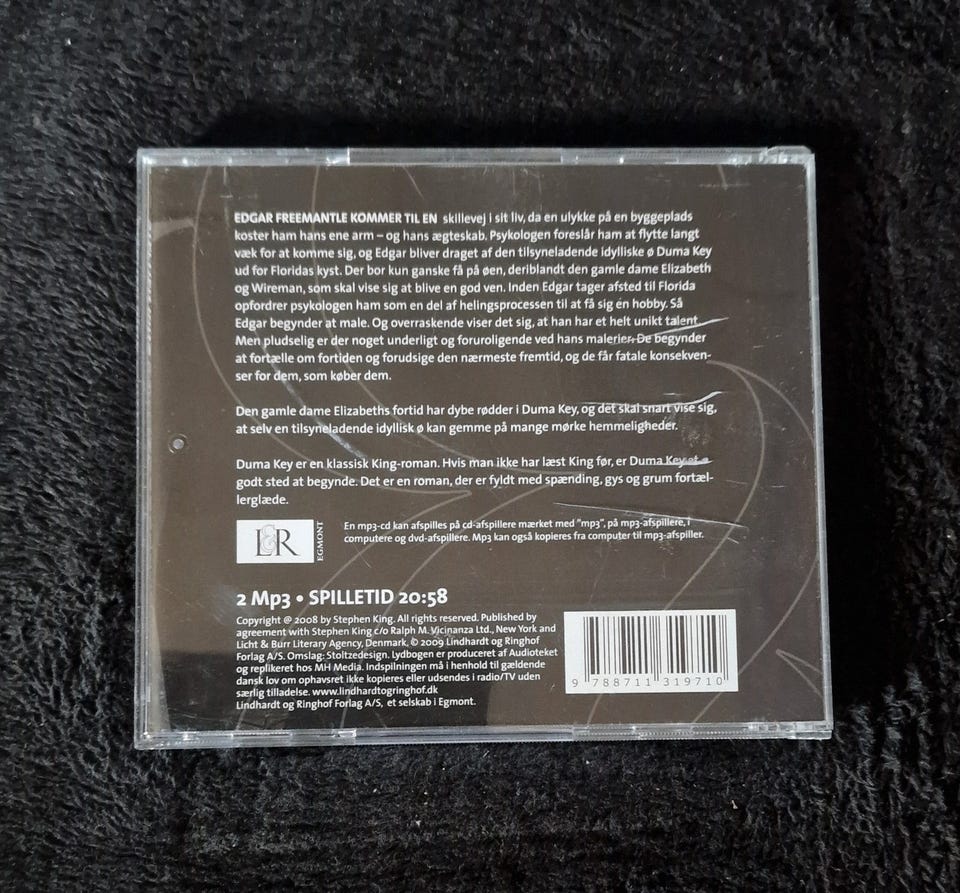 EDGAR FREEMANTLE KOMMER TIL EN skillevej i sit liv, da en ulykke på en byggeplads
koster ham hans ene arm – og hans ægteskab. Psykologen foreslår ham at flytte langt
væk for at komme sig, og Edgar bliver draget af den tilsyneladende idylliske ø Duma Key
ud for Floridas kyst. Der bor kun ganske få på øen, deriblandt den gamle dame Elizabeth
og Wireman, som skal vise sig at blive en god ven. Inden Edgar tager afsted til Florida
opfordrer psykologen ham som en del af helingsprocessen til at få sig en hobby. Så
Edgar begynder at male. Og overraskende viser det sig, at han har et helt unikt talent.
Men pludselig er der noget underligt og foruroligende ved hans malerier. De begynder
at fortælle om fortiden og forudsige den nærmeste fremtid, og de får fatale konsekven-
ser for dem, som køber dem.
Den gamle dame Elizabeths fortid har dybe rødder i Duma Key, og det skal snart vise sig,
at selv en tilsyneladende idyllisk ø kan gemme på mange mørke hemmeligheder.
Duma Key er en klassisk King-roman. Hvis man ikke har læst King før, er Duma Key et
godt sted at begynde. Det er en roman, der er fyldt med spænding, gys og grum fortæl-
lerglæde.
L&R
EGMONT
En mp3-cd kan afspilles på cd-afspillere mærket med "mp3", på mp3-afspillere, i
computere og dvd-afspillere. Mp3 kan også kopieres fra computer til mp3-afspiller.
2 Mp3 • SPILLETID 20:58
Copyright @ 2008 by Stephen King. All rights reserved. Published by
agreement with Stephen King c/o Ralph M. Vicinanza Ltd., New York and
Licht & Burr Literary Agency, Denmark. © 2009 Lindhardt og Ringhof
Forlag A/S. Omslag: Stoltzedesign. Lydbogen er produceret af Audioteket
og replikeret hos MH Media. Indspilningen må i henhold til gældende
dansk lov om ophavsret ikke kopieres eller udsendes i radio/TV uden
særlig tilladelse. www.lindhardtogringhof.dk
Lindhardt og Ringhof Forlag A/S, et selskab i Egmont.
9 788711 319710